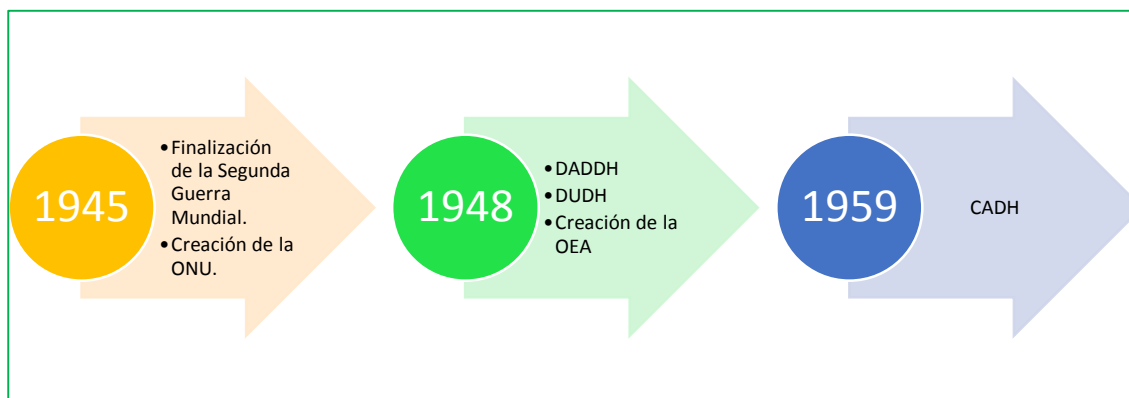 1945
•Finalización
de la Segunda
Guerra
Mundial.
•Creación de la
ONU.
1948
•DADDH
•DUDH
•Creación de la
OEA
1959
CADH